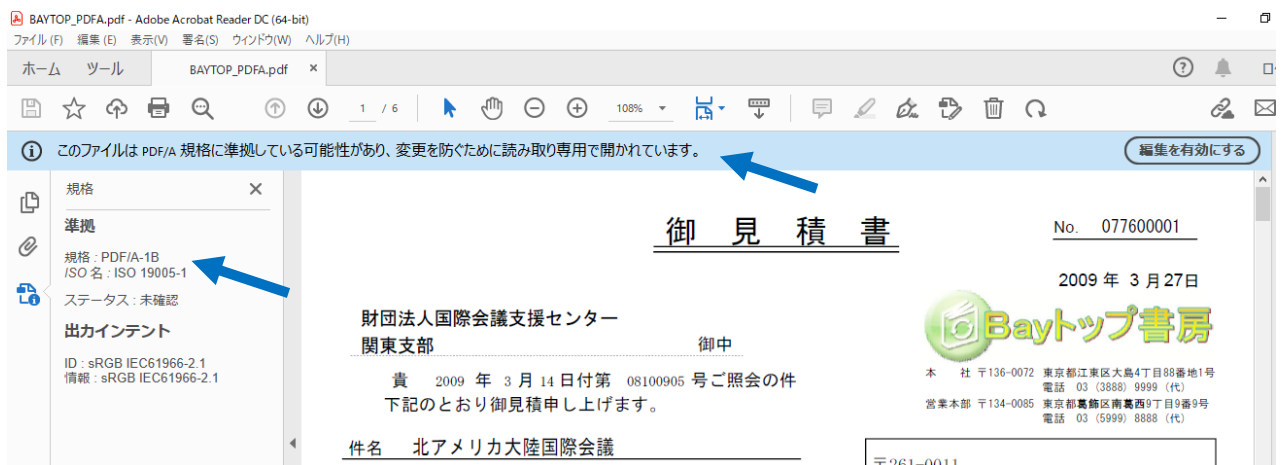 BAYTOP_PDFA.pdf - Adobe Acrobat Reader DC (64-bit)
ファイル(F) 編集(E) 表示(V) 署名(S) ウィンドウ(W) ヘルプ(H)
ホーム ツール BAYTOP_PDFA.pdf ×
1 / 6 108%
このファイルは PDF/A 規格に準拠している可能性があり、変更を防ぐために読み取り専用で開かれています。 編集を有効にする
規格
準拠
規格 : PDF/A-1B
ISO 名 : ISO 19005-1
ステータス : 未確認
出力インテント
ID : sRGB IEC61966-2.1
情報 : sRGB IEC61966-2.1
御 見 積 書
No. 077600001
2009 年 3 月27日
Bayトップ書房
財団法人国際会議支援センター
関東支部 御中
貴 2009 年 3 月 14 日付第 08100905 号ご照会の件
下記のとおり御見積申し上げます。
本 社 〒136-0072 東京都江東区大島4丁目88番地1号
電話 03 (3888) 9999 (代)
営業本部 〒134-0085 東京都葛飾区南葛西9丁目9番9号
電話 03 (5999) 8888 (代)
件名 北アメリカ大陸国際会議
〒261-0011